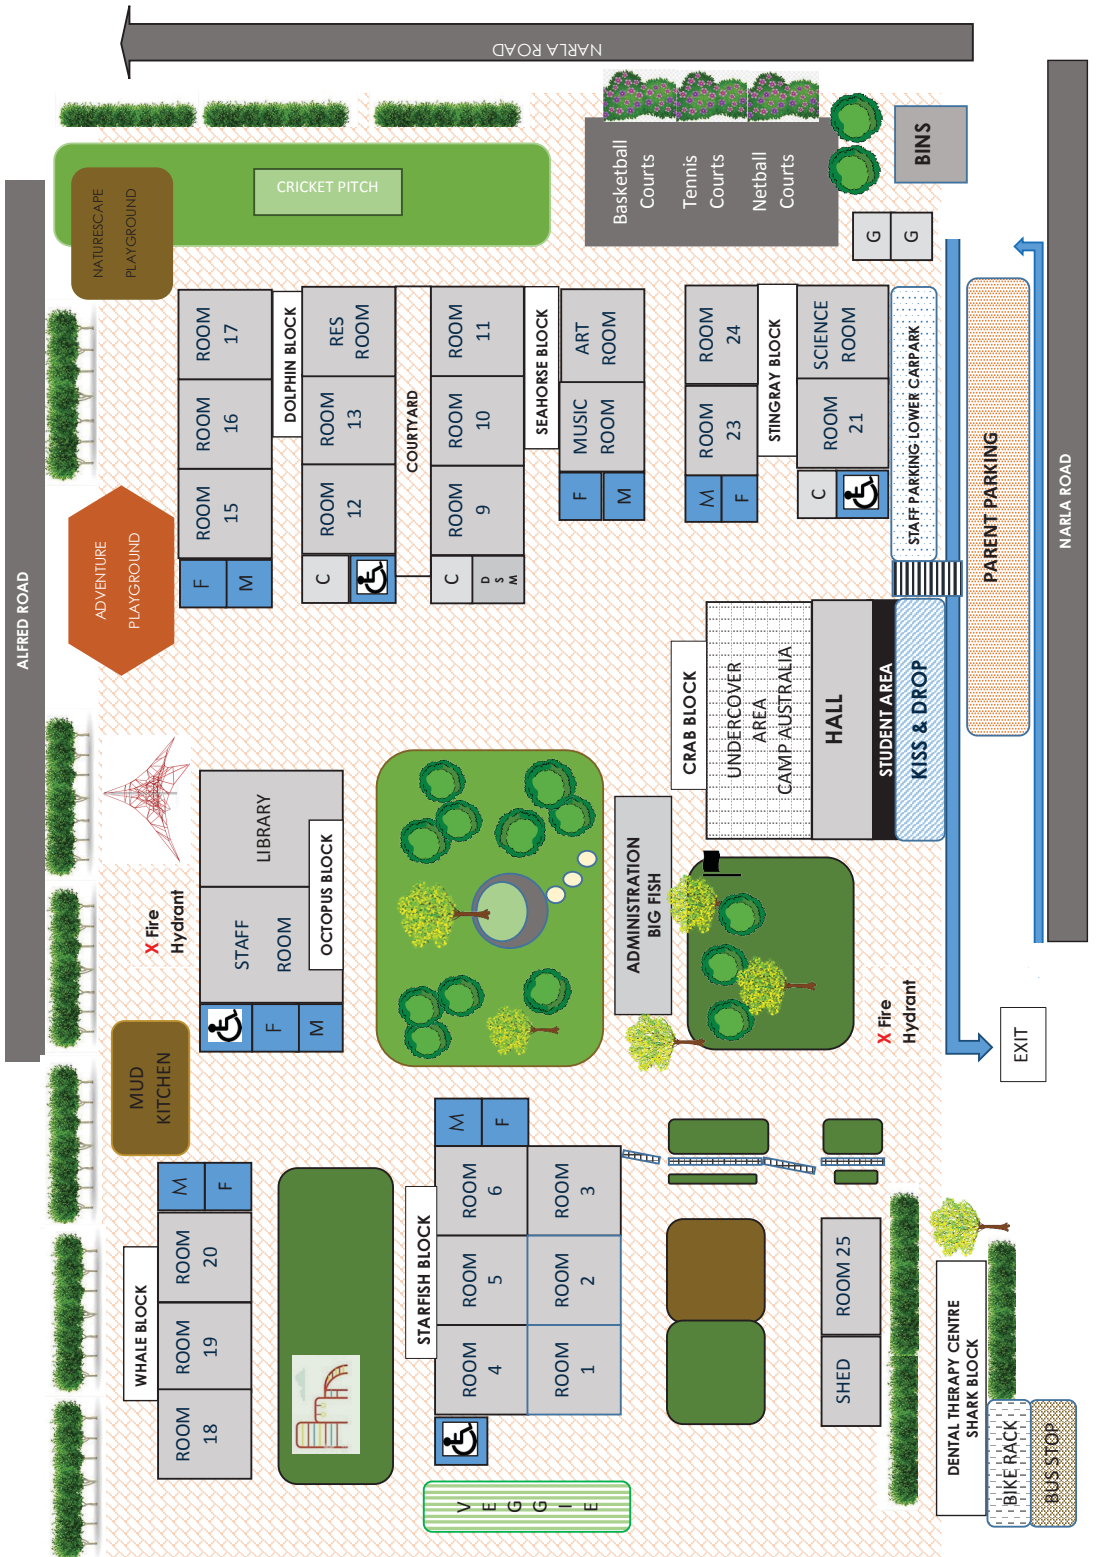 NARLA ROAD
ALFRED ROAD
NATURESCAPE
PLAYGROUND
CRICKET PITCH
Basketball
Courts
Tennis
Courts
Netball
Courts
BINS
G
G
ROOM
17
ROOM
16
ROOM
15
F
M
DOLPHIN BLOCK
RES
ROOM
ROOM
13
ROOM
12
C
COURTYARD
ROOM
11
ROOM
10
ROOM
9
C
D
S
M
SEAHORSE BLOCK
ART
ROOM
MUSIC
ROOM
F
M
ROOM
24
ROOM
23
M
F
STINGRAY BLOCK
SCIENCE
ROOM
ROOM
21
C
STAFF PARKING LOWER CARPARK
PARENT PARKING
NARLA ROAD
ADVENTURE
PLAYGROUND
CRAB BLOCK
UNDERCOVER
AREA
CAMP AUSTRALIA
HALL
STUDENT AREA
KISS & DROP
LIBRARY
STAFF
ROOM
OCTOPUS BLOCK
F
M
X Fire
Hydrant
ADMINISTRATION
BIG FISH
X Fire
Hydrant
EXIT
MUD
KITCHEN
M
F
ROOM
20
ROOM
19
ROOM
18
WHALE BLOCK
M
F
ROOM
6
ROOM
5
ROOM
4
STARFISH BLOCK
ROOM
3
ROOM
2
ROOM
1
V E G G I E
ROOM 25
SHED
DENTAL THERAPY CENTRE
SHARK BLOCK
BIKE RACK
BUS STOP